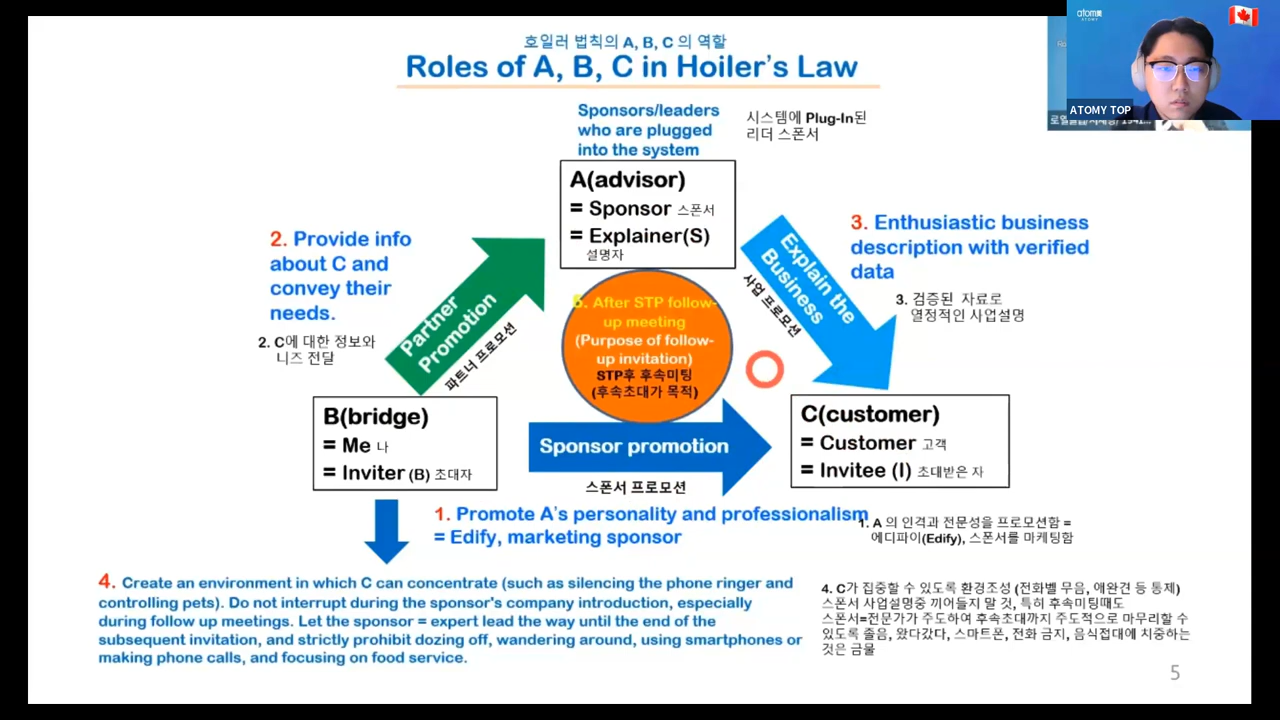 호일러 법칙의 A, B, C 의 역할
Roles of A, B, C in Hoiler's Law
Sponsors/leaders
who are plugged
into the system
시스템에 Plug-In된
리더 스폰서
A(advisor)
= Sponsor 스폰서
= Explainer(S)
설명자
2. Provide info
about C and
convey their
needs.
2. C에 대한 정보와
니즈 전달
Partner
Promotion
파트너 프로모션
Explain the
Business
사업 프로모션
3. Enthusiastic business
description with verified
data
3. 검증된 자료로
열정적인 사업설명
5. After STP follow-
up meeting
(Purpose of follow-
up invitation)
STP후 후속미팅
(후속초대가 목적)
B(bridge)
= Me 나
= Inviter (B) 초대자
Sponsor promotion
스폰서 프로모션
C(customer)
= Customer 고객
= Invitee (I) 초대받은 자
1. Promote A's personality and professionalism
= Edify, marketing sponsor
1. A 의 인격과 전문성을 프로모션함 =
에디파이(Edify), 스폰서를 마케팅함
4. Create an environment in which C can concentrate (such as silencing the phone ringer and
controlling pets). Do not interrupt during the sponsor's company introduction, especially
during follow up meetings. Let the sponsor = expert lead the way until the end of the
subsequent invitation, and strictly prohibit dozing off, wandering around, using smartphones or
making phone calls, and focusing on food service.
4. C가 집중할 수 있도록 환경조성 (전화벨 무음, 애완견 등 통제)
스폰서 사업설명중 끼어들지 말 것, 특히 후속미팅때도
스폰서=전문가가 주도하여 후속초대까지 주도적으로 마무리할 수
있도록 졸음, 왔다갔다, 스마트폰, 전화 금지, 음식접대에 치중하는
것은 금물
5
atom美
ATOMY
ATOMY TOP